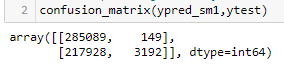 2 confusion_matrix(ypred_sm1,ytest)
array([[285089, 149],
[217928, 3192]], dtype=int64)